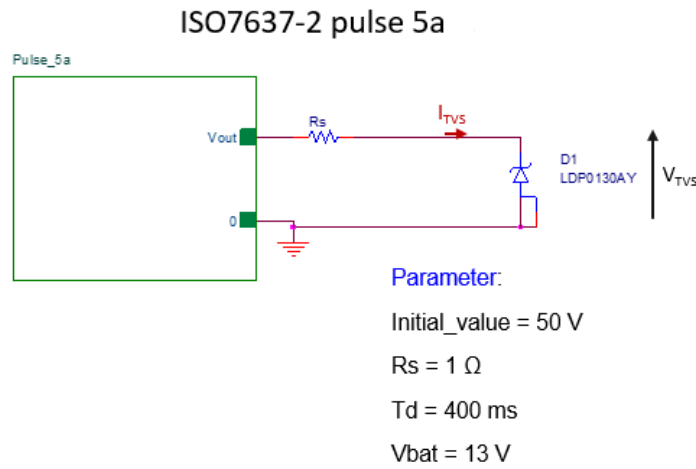 ISO7637-2 pulse 5a
Pulse_5a
Vout
Rs
ITVS
D1
LDP0130AY
VTVS
0
Parameter:
Initial_value = 50 V
Rs = 1 Ω
Td = 400 ms
Vbat = 13 V